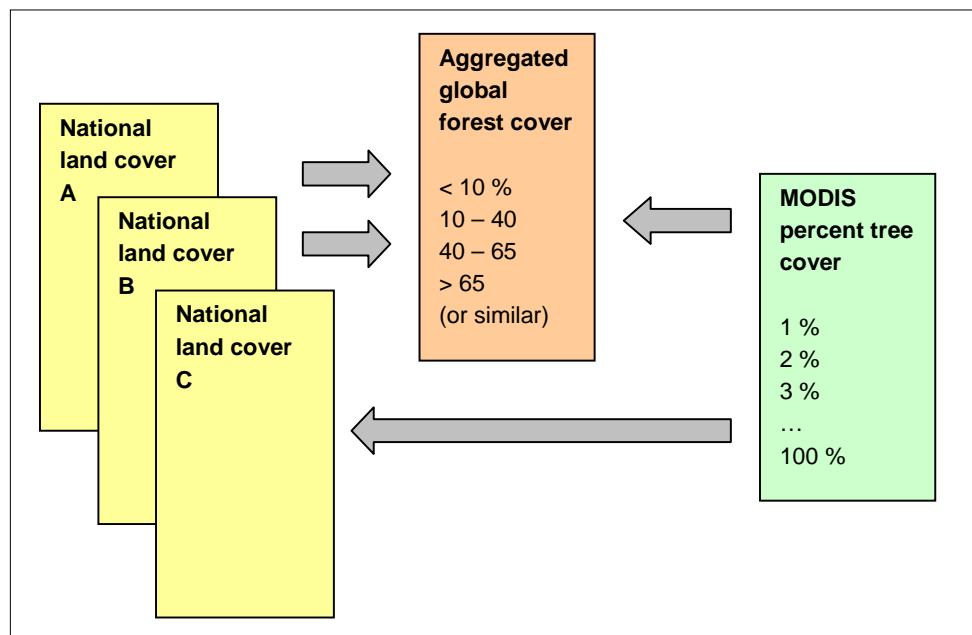 National
land cover
A
National
land cover
B
National
land cover
C
Aggregated
global
forest cover
< 10 %
10 – 40
40 – 65
> 65
(or similar)
MODIS
percent tree
cover
1 %
2 %
3 %
…
100 %